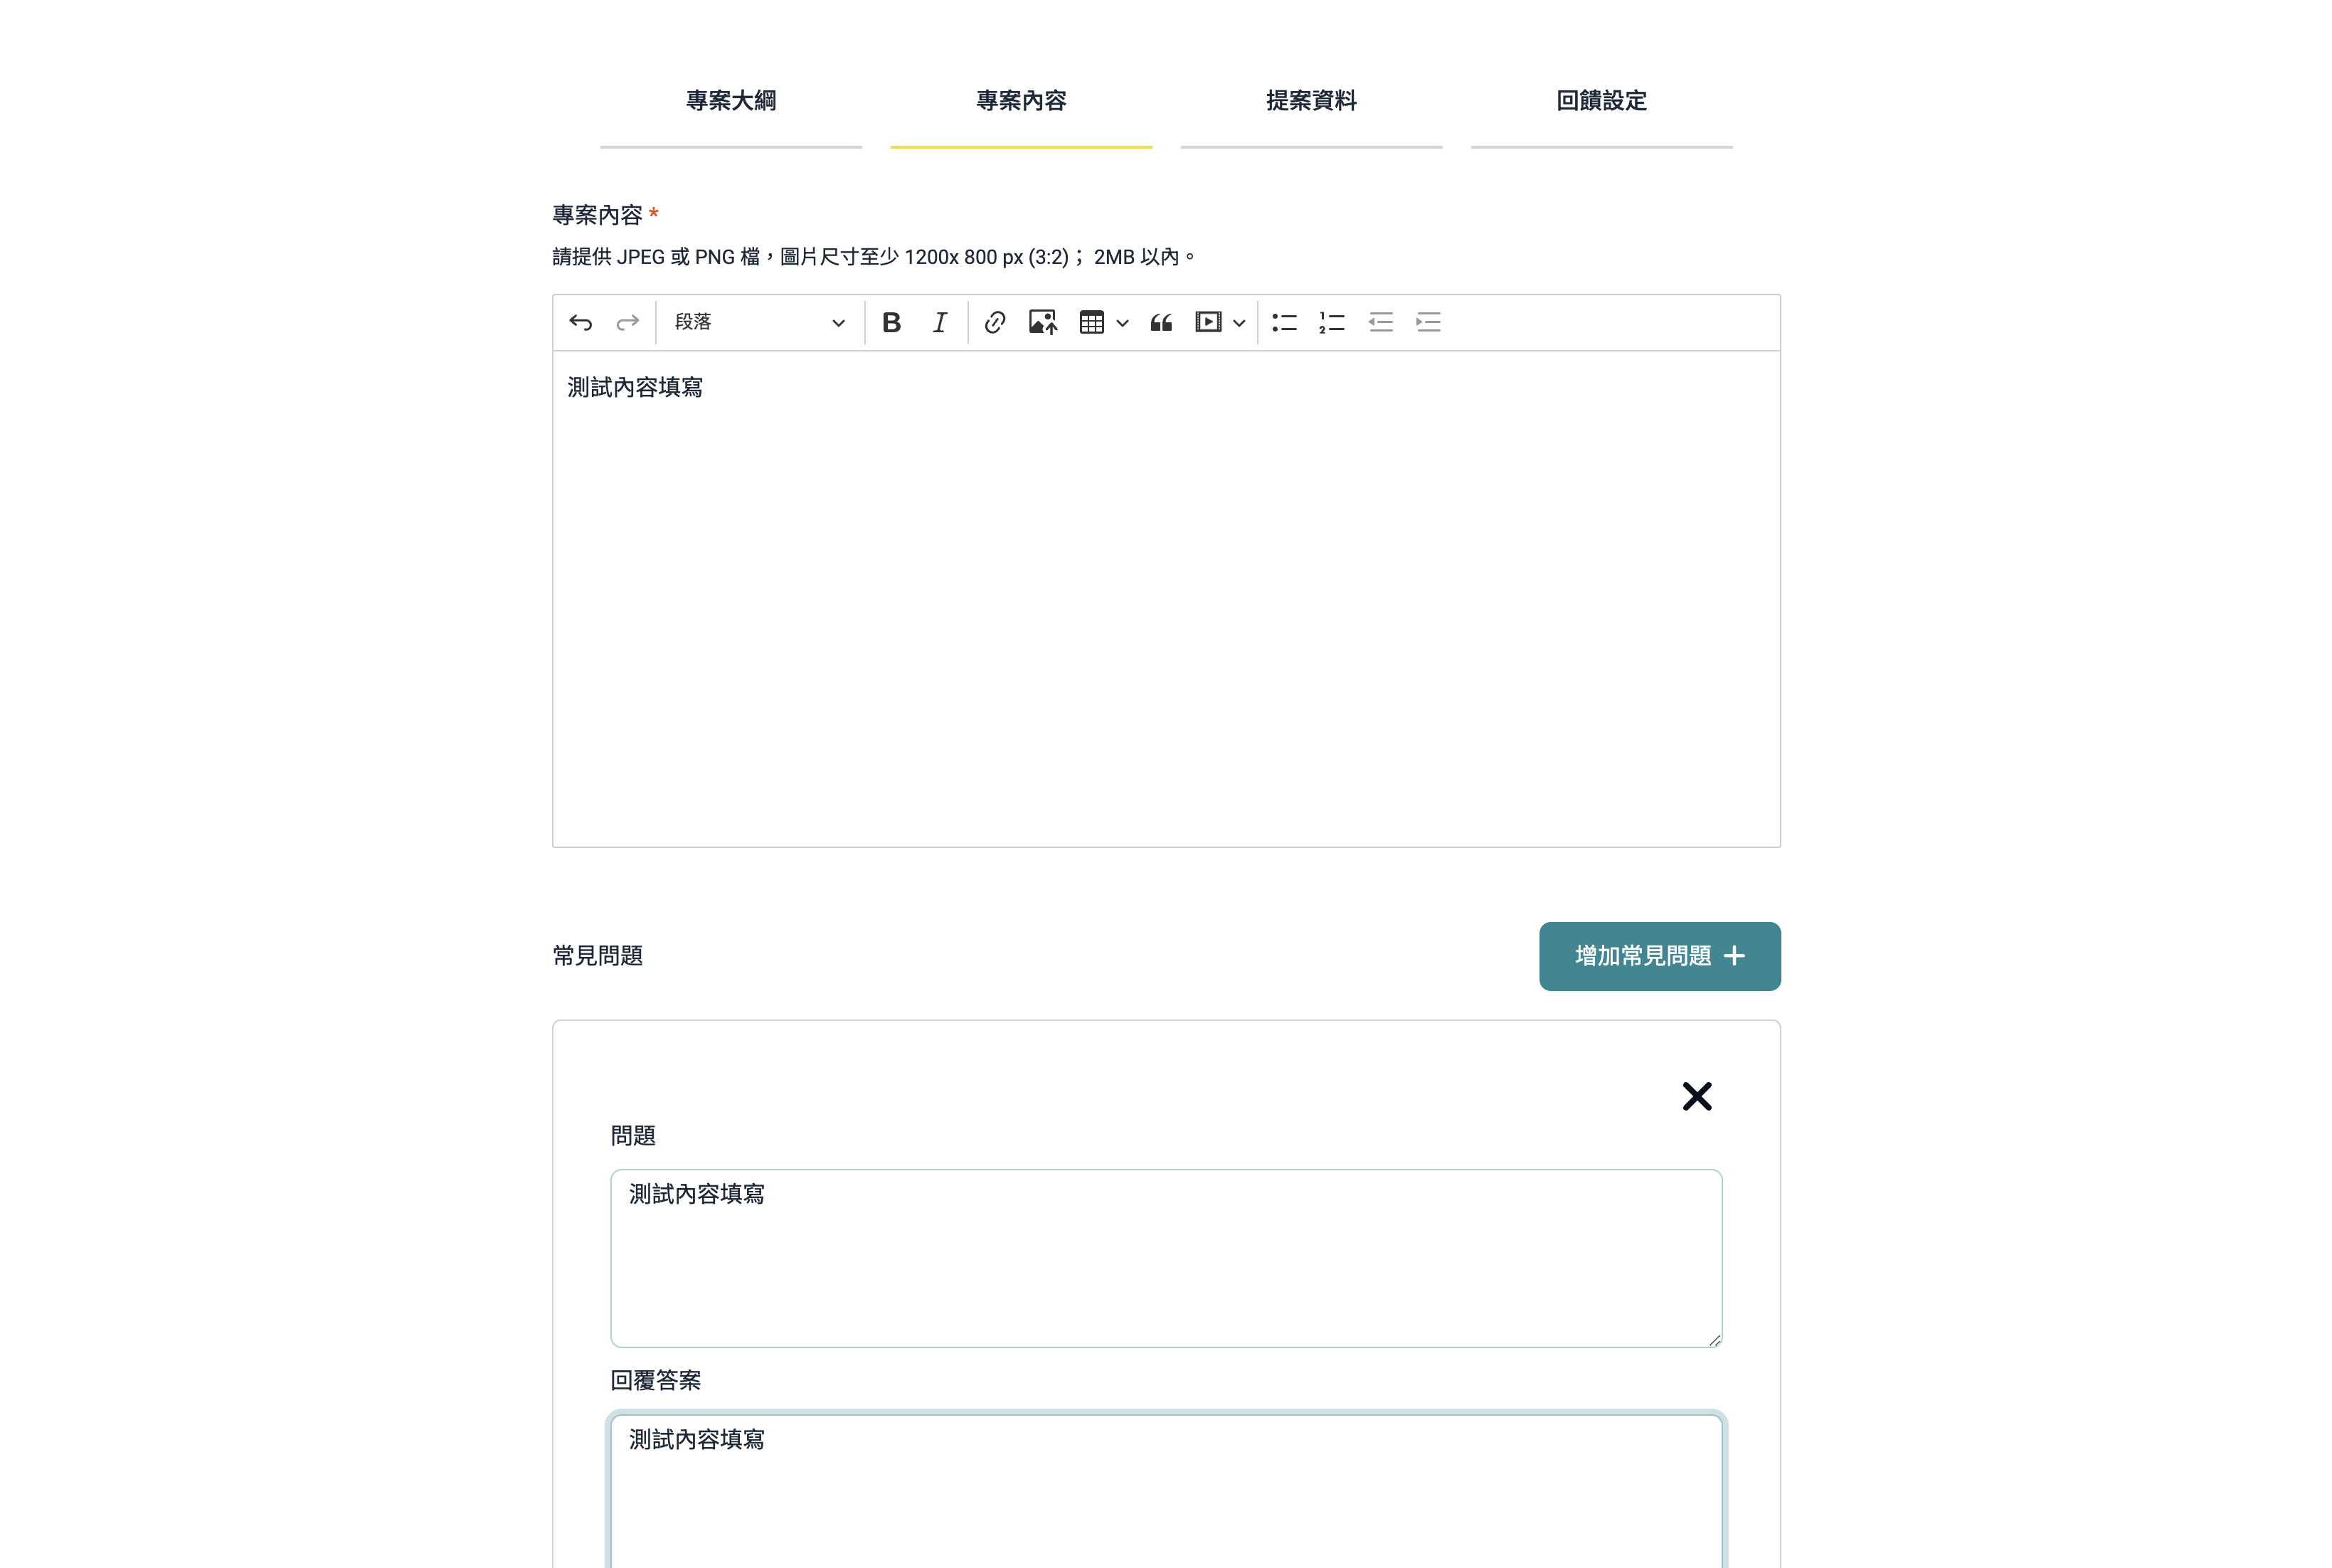 專案大綱 專案內容 提案資料 回饋設定
專案內容 *
請提供 JPEG 或 PNG 檔，圖片尺寸至少 1200x 800 px (3:2)； 2MB 以內。
段落
測試內容填寫
常見問題 增加常見問題
問題
測試內容填寫
回覆答案
測試內容填寫